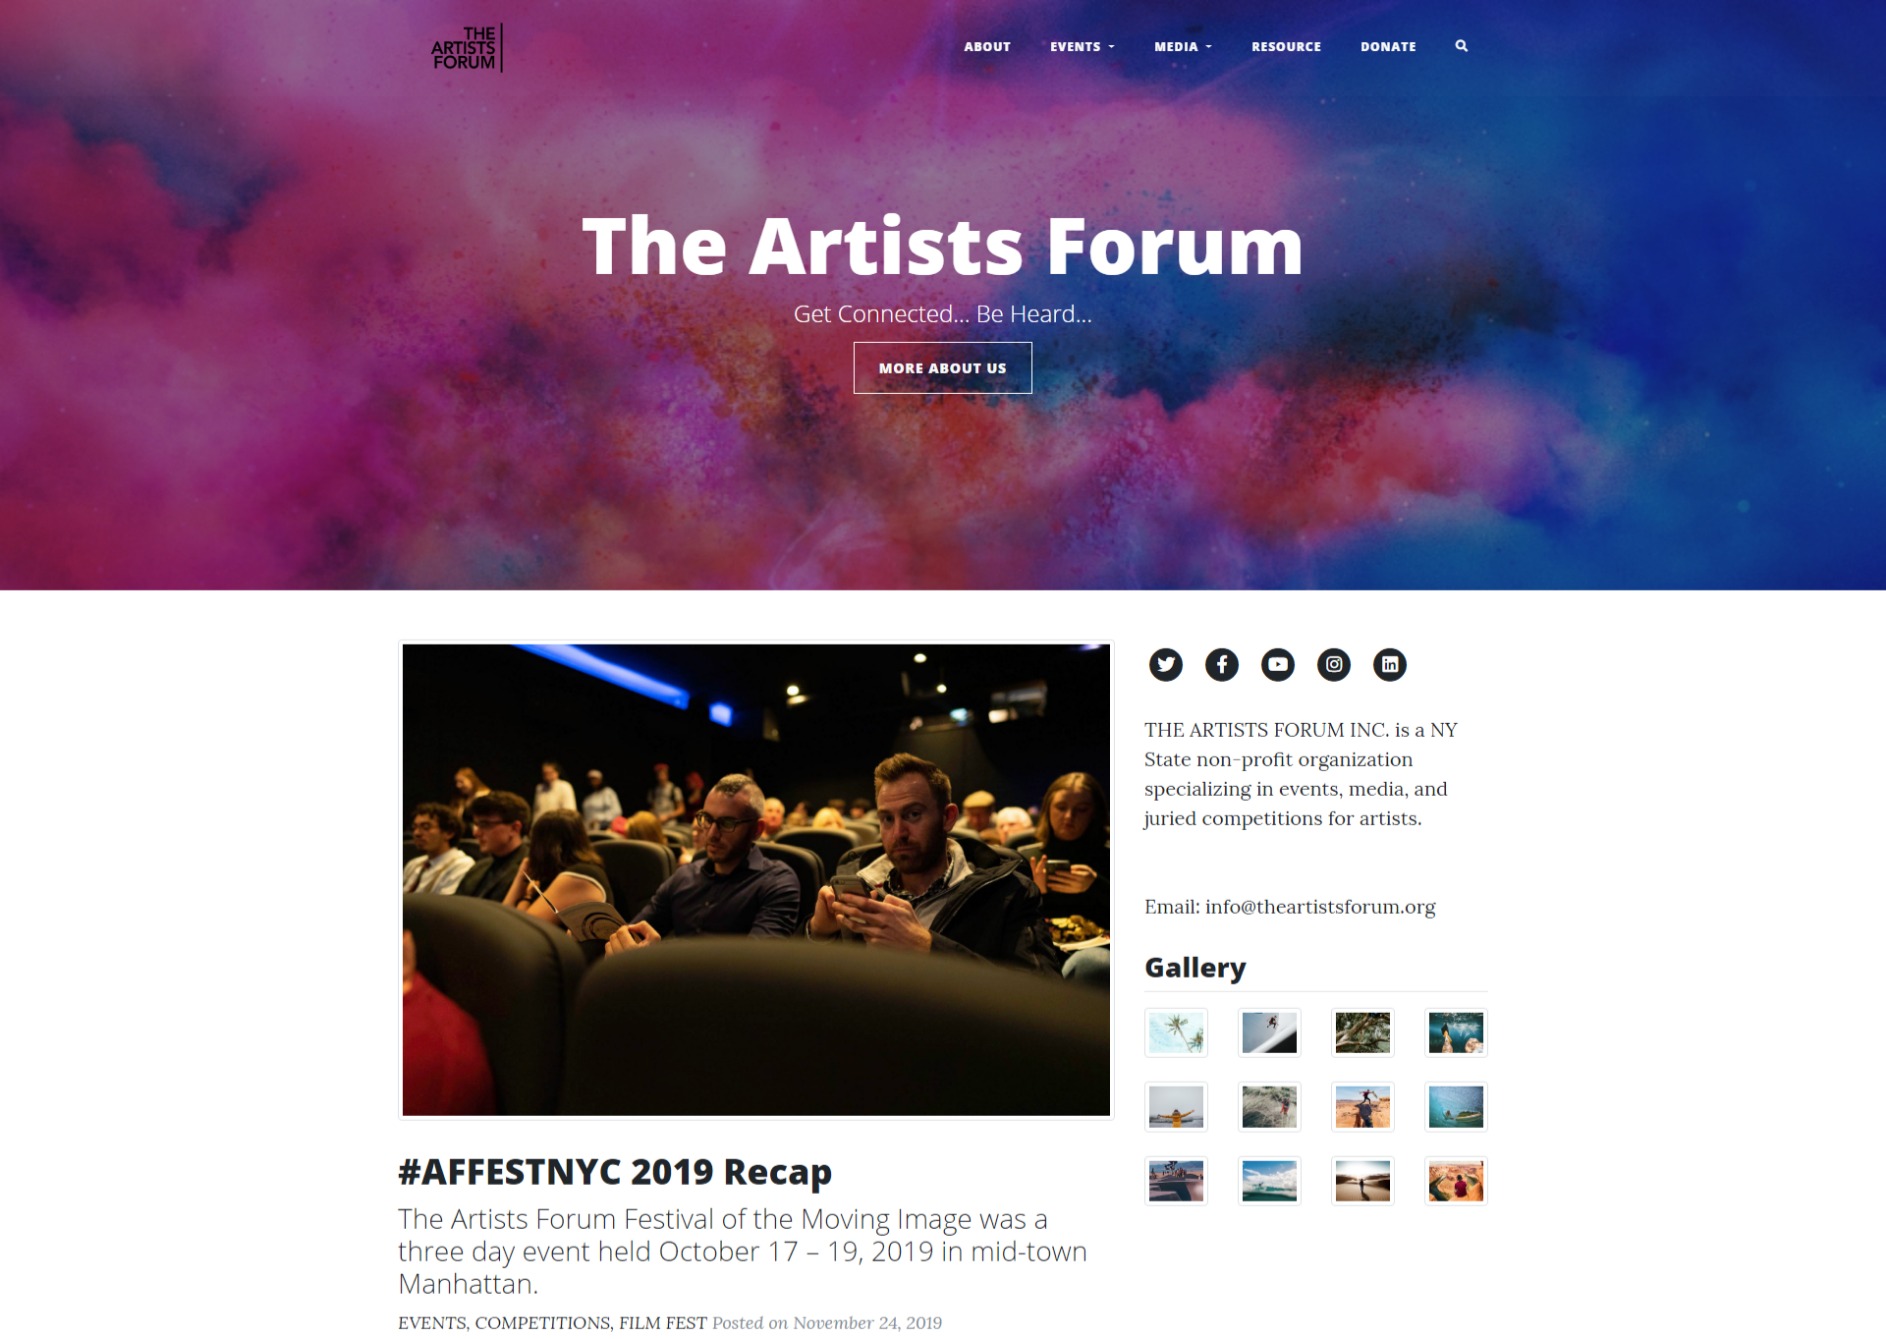 THE
ARTISTS
FORUM
ABOUT
EVENTS
MEDIA
RESOURCE
DONATE
The Artists Forum
Get Connected... Be Heard...
MORE ABOUT US
THE ARTISTS FORUM INC. is a NY
State non-profit organization
specializing in events, media, and
juried competitions for artists.
Email: info@theartistsforum.org
Gallery
#AFFESTNYC 2019 Recap
The Artists Forum Festival of the Moving Image was a
three day event held October 17 – 19, 2019 in mid-town
Manhattan.
EVENTS, COMPETITIONS, FILM FEST Posted on November 24, 2019